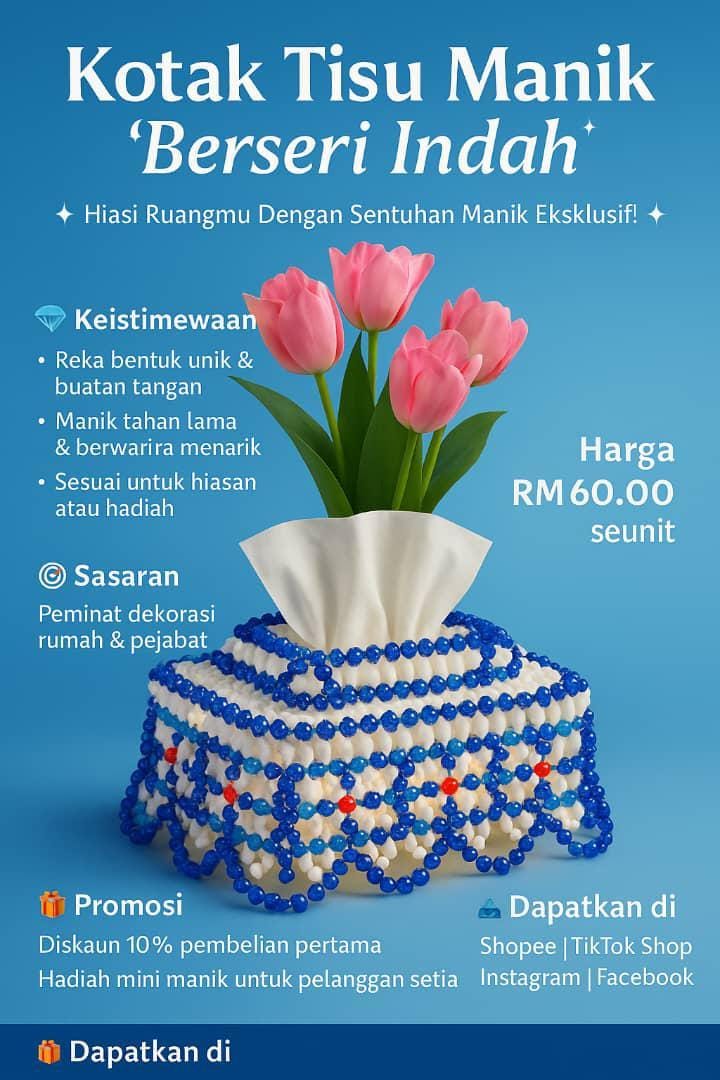 Kotak Tisu Manik
‘Berseri Indah
Hiasi Ruangmu Dengan Sentuhan Manik Eksklusif!
Keistimewaan
• Reka bentuk unik &
buatan tangan
• Manik tahan lama
& berwarira menarik
• Sesuai untuk hiasan
atau hadiah
Harga
RM60.00
seunit
Sasaran
Peminat dekorasi
rumah & pejabat
Promosi
Diskaun 10% pembelian pertama
Hadiah mini manik untuk pelanggan setia
Dapatkan di
Shopee | TikTok Shop
Instagram | Facebook
Dapatkan di